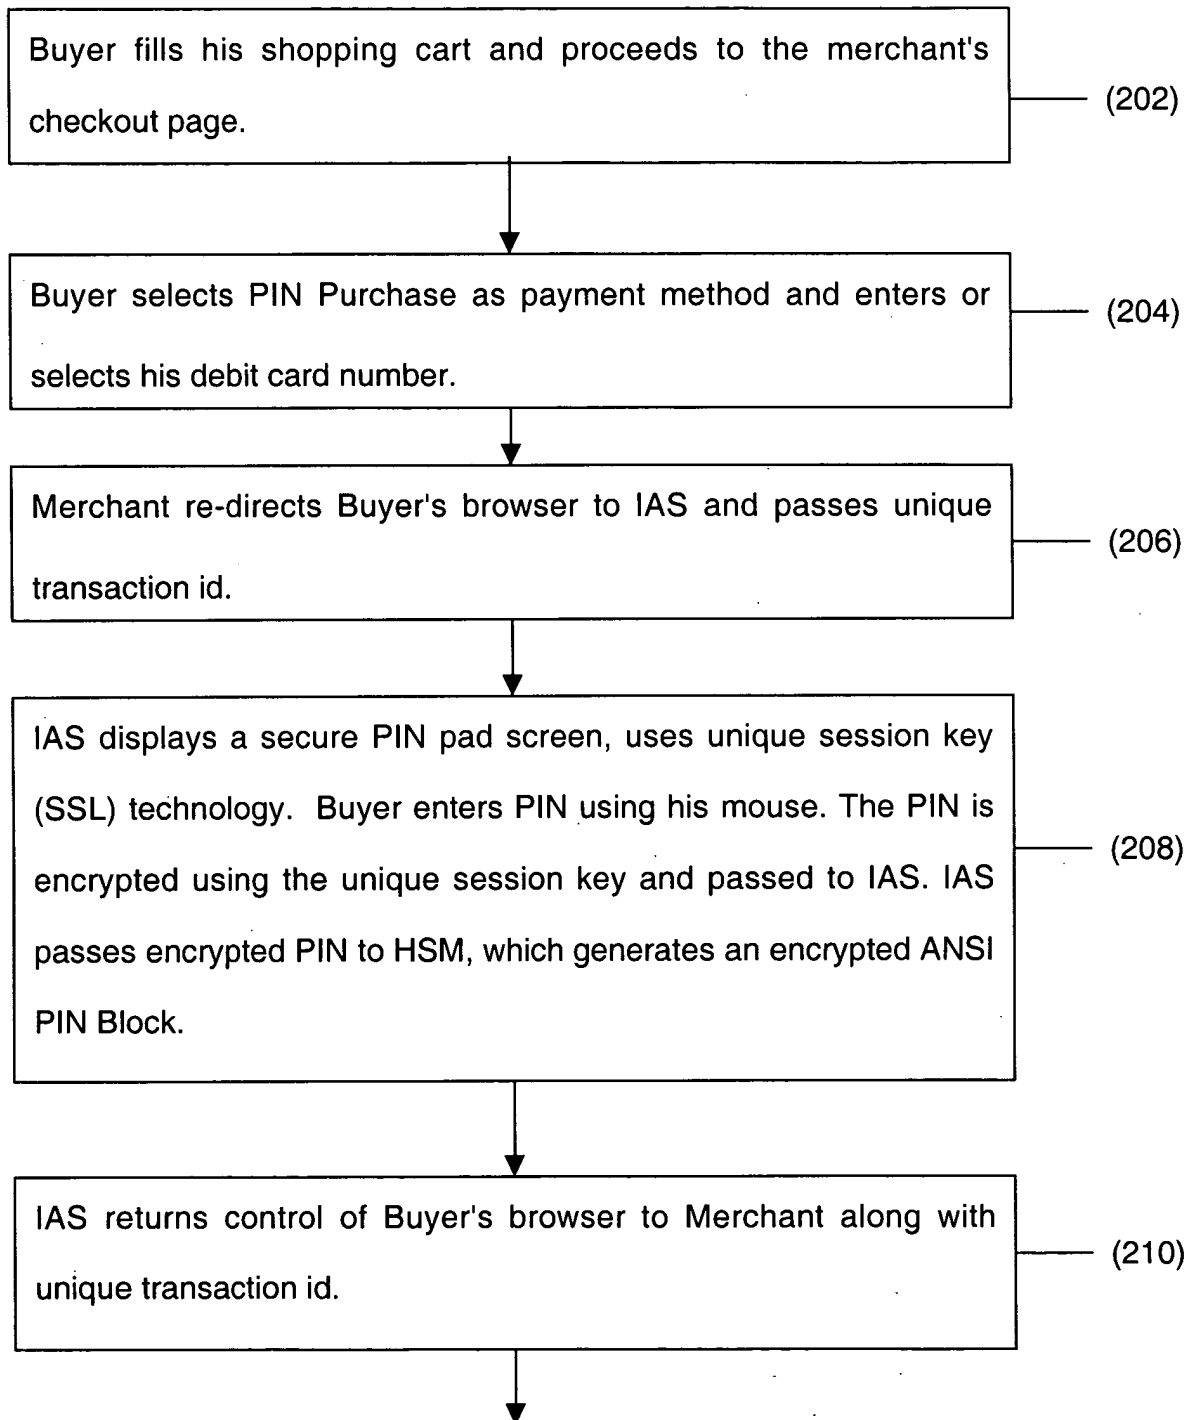 Buyer fills his shopping cart and proceeds to the merchant's
checkout page.
(202)
Buyer selects PIN Purchase as payment method and enters or
selects his debit card number.
(204)
Merchant re-directs Buyer's browser to IAS and passes unique
transaction id.
(206)
IAS displays a secure PIN pad screen, uses unique session key
(SSL) technology. Buyer enters PIN using his mouse. The PIN is
encrypted using the unique session key and passed to IAS. IAS
passes encrypted PIN to HSM, which generates an encrypted ANSI
PIN Block.
(208)
IAS returns control of Buyer's browser to Merchant along with
unique transaction id.
(210)